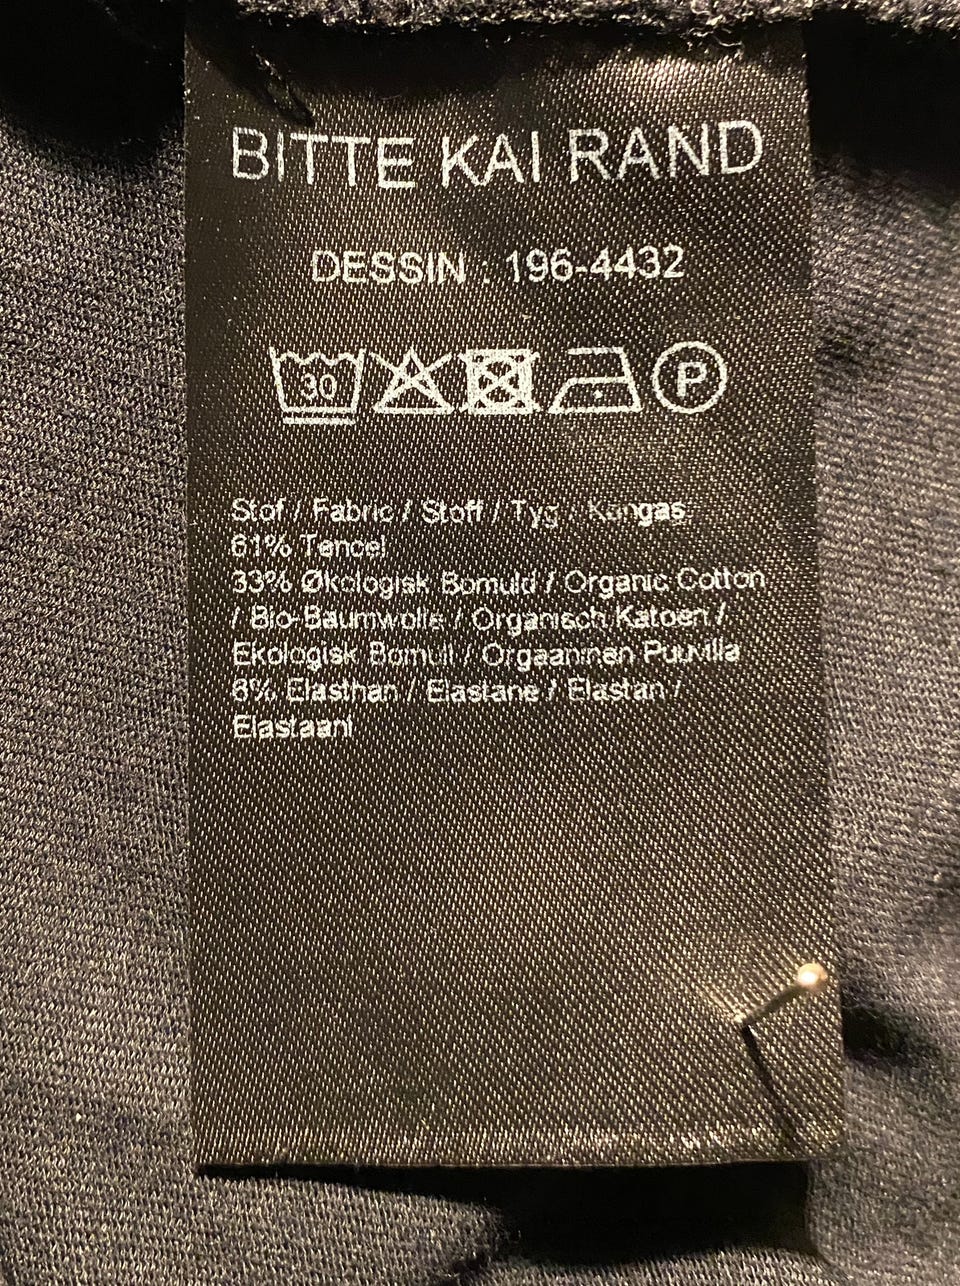 BITTE KAI RAND
DESSIN : 196-4432
30 P
Stof / Fabric / Stoff / Tyg / Kangas:
61% Tencel
33% Økologisk Bomuld / Organic Cotton
/ Bio-Baumwolle / Organisch Katoen /
Ekologisk Bomull / Orgaaninen Puuvilla
6% Elasthan / Elastane / Elastan /
Elastaani